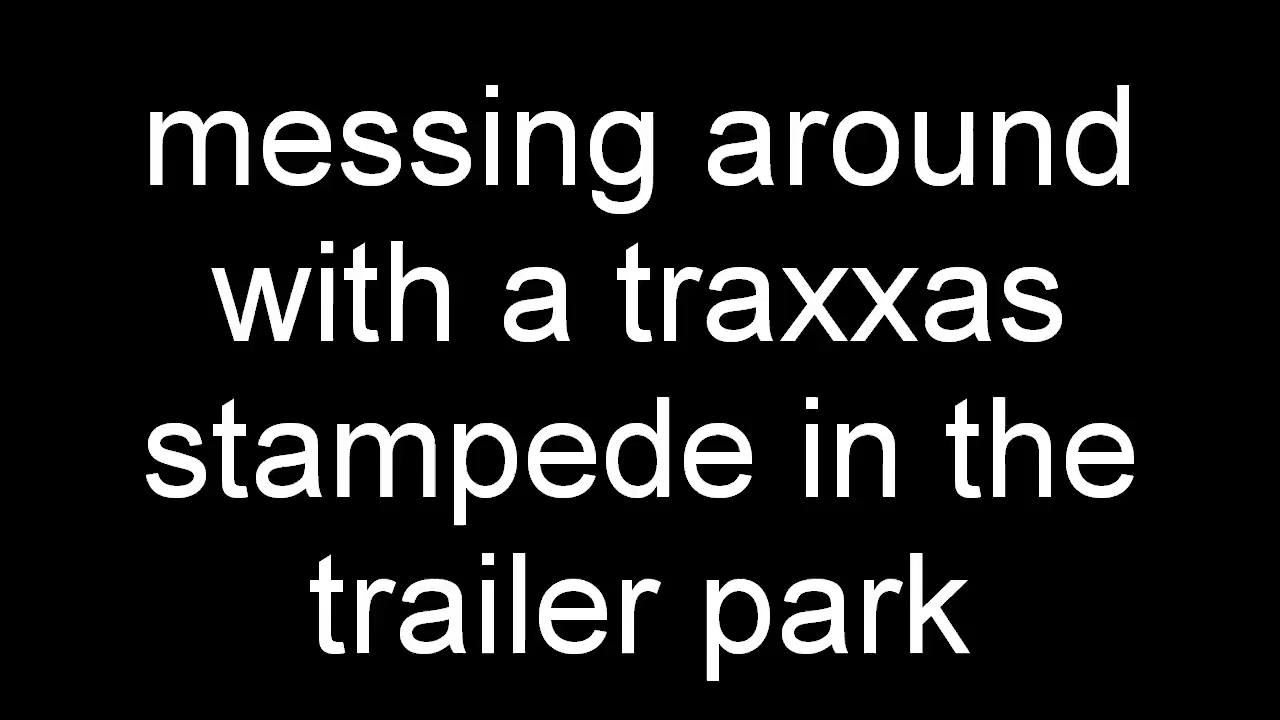 messing around
with a traxxas
stampede in the
trailer park